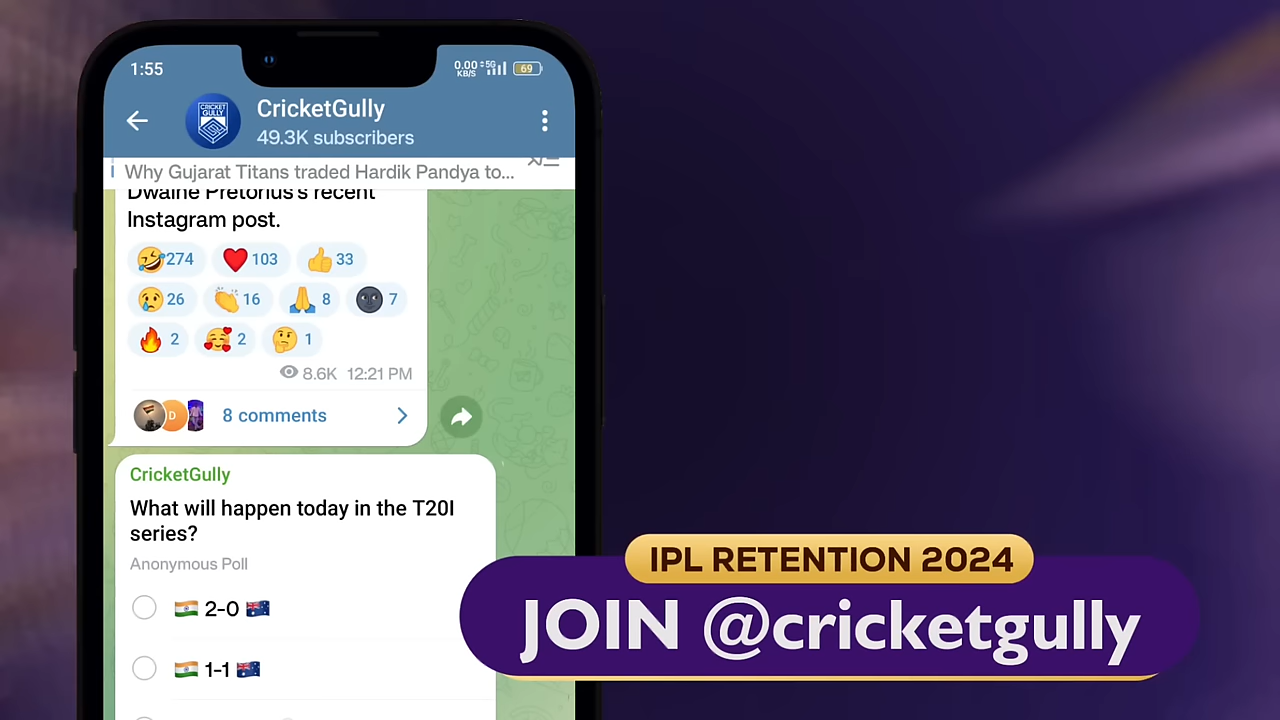 1:55
0.00 KB/S 5G 69
CRICKET GULLY
CricketGully
49.3K subscribers
Why Gujarat Titans traded Hardik Pandya to...
Dwaine Pretorius's recent
Instagram post.
274 103 33
26 16 8 7
2 2 1
8.6K 12:21 PM
D
8 comments
CricketGully
What will happen today in the T20I
series?
Anonymous Poll
2-0
1-1
IPL RETENTION 2024
JOIN @cricketgully